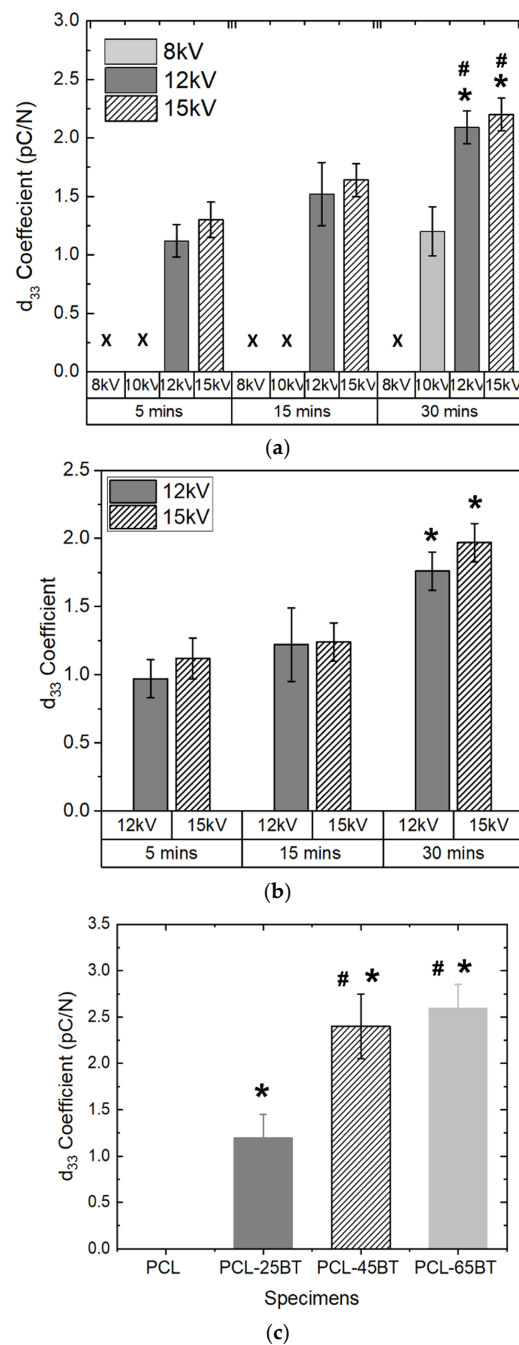 3.0
2.5
2.0
1.5
1.0
0.5
0.0
d33 Coeffecient (pC/N)
8kV
12kV
15kV
# #
* *
X X X X X
8kV 10kV 12kV 15kV 8kV 10kV 12kV 15kV 8kV 10kV 12kV 15kV
5 mins 15 mins 30 mins
(a)
2.5
2.0
1.5
1.0
0.5
0.0
d33 Coefficient
12kV
15kV
* *
12kV 15kV 12kV 15kV 12kV 15kV
5 mins 15 mins 30 mins
(b)
3.5
3.0
2.5
2.0
1.5
1.0
0.5
0.0
d33 Coefficient (pC/N)
* # * # *
PCL PCL-25BT PCL-45BT PCL-65BT
Specimens
(c)